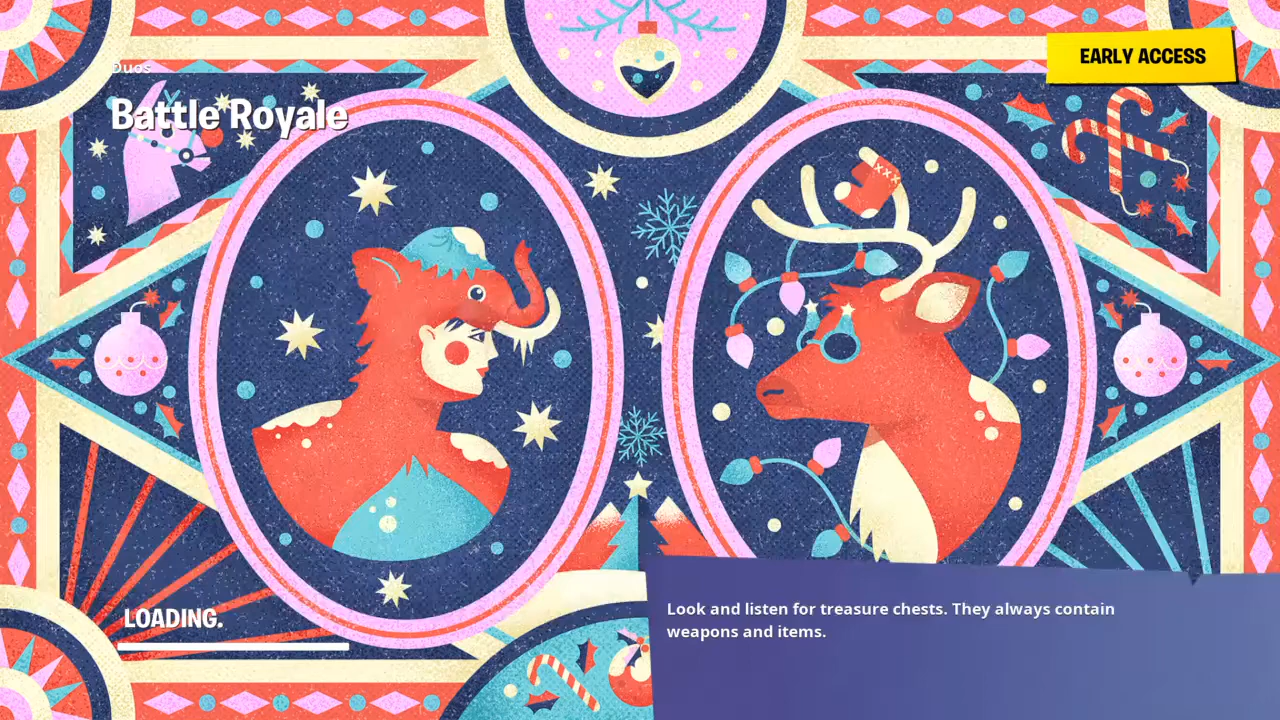 Duos
Battle Royale
EARLY ACCESS
LOADING.
Look and listen for treasure chests. They always contain
weapons and items.